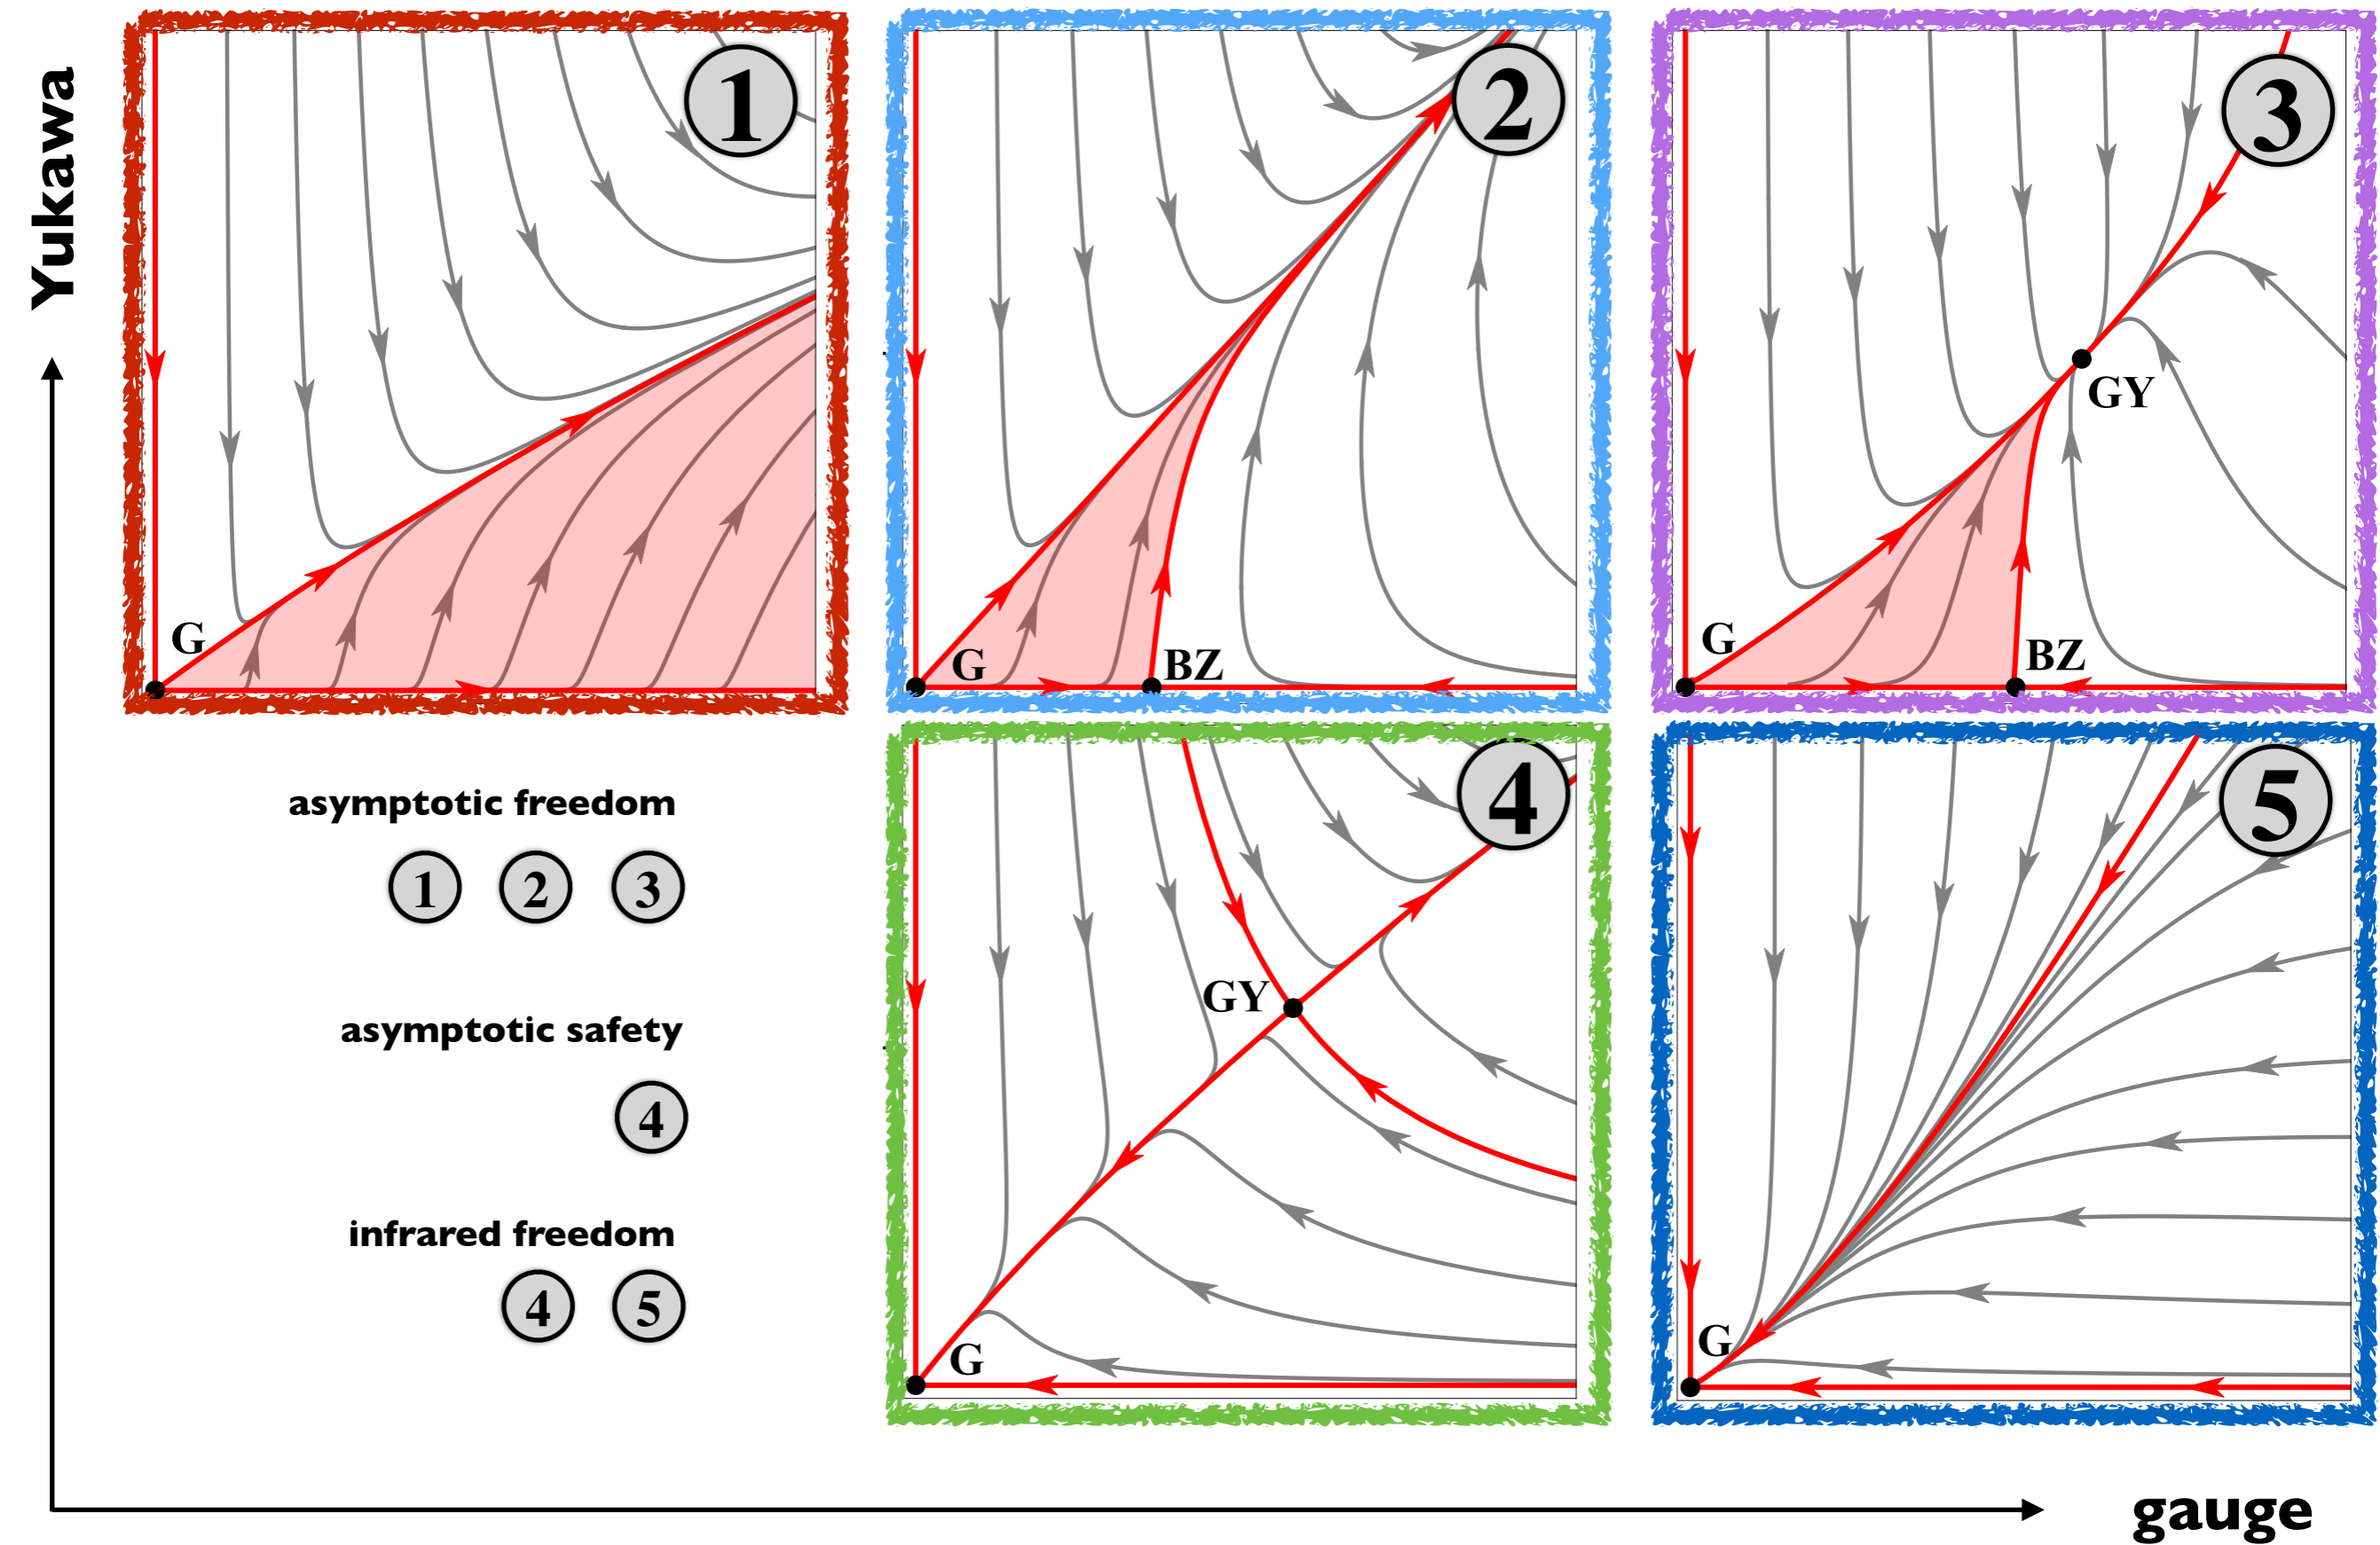 Yukawa
1
G
2
G
BZ
3
GY
G
BZ
asymptotic freedom
1 2 3
asymptotic safety
4
infrared freedom
4 5
4
GY
G
5
G
gauge